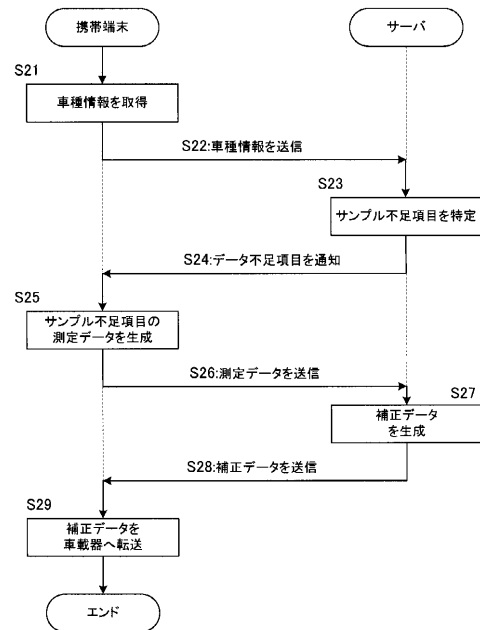 携帯端末
サーバ
S21
車種情報を取得
S22:車種情報を送信
S23
サンプル不足項目を特定
S24:データ不足項目を通知
S25
サンプル不足項目の
測定データを生成
S26:測定データを送信
S27
補正データ
を生成
S28:補正データを送信
S29
補正データを
車載器へ転送
エンド